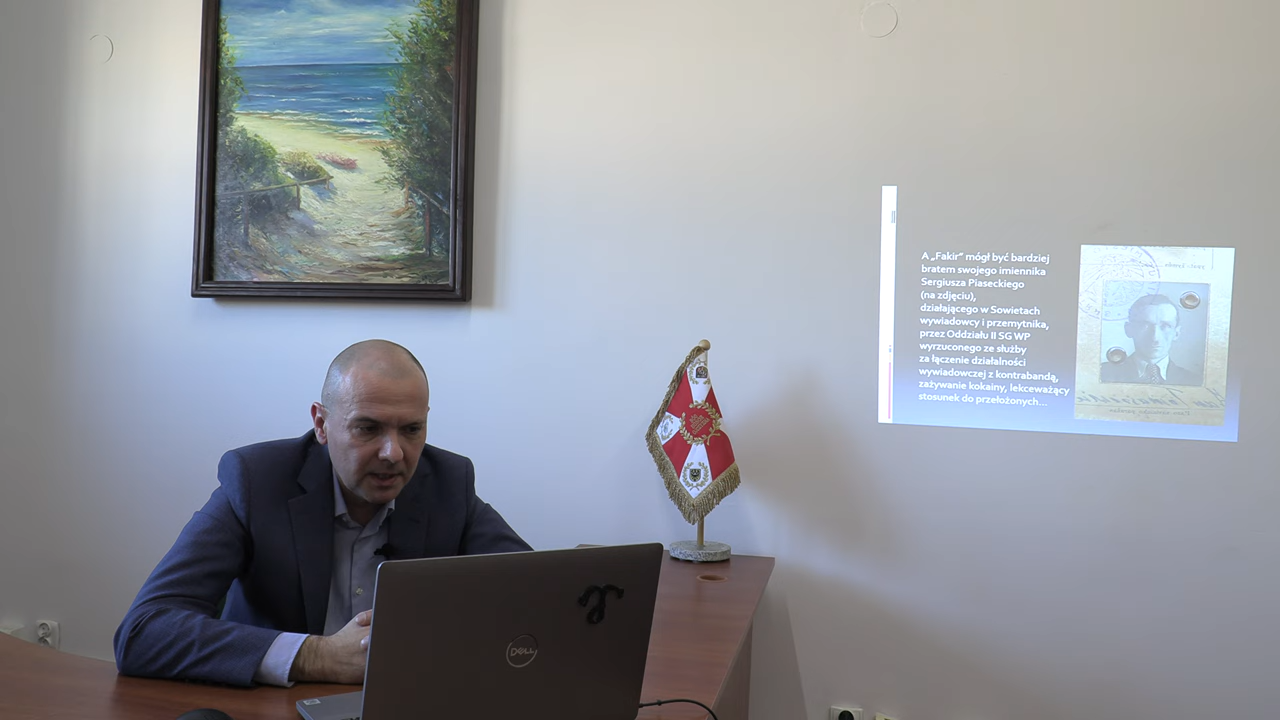 A „Fakir” mógł być bardziej
bratem swojego imiennika
Sergiusza Piaseckiego
(na zdjęciu),
działającego w Sowietach
wywiadowcy i przemytnika,
przez Oddziału II SG WP
wyrzuconego ze służby
za łączenie działalności
wywiadowczej z kontrabandą,
zażywanie kokainy, lekceważący
stosunek do przełożonych...
DELL